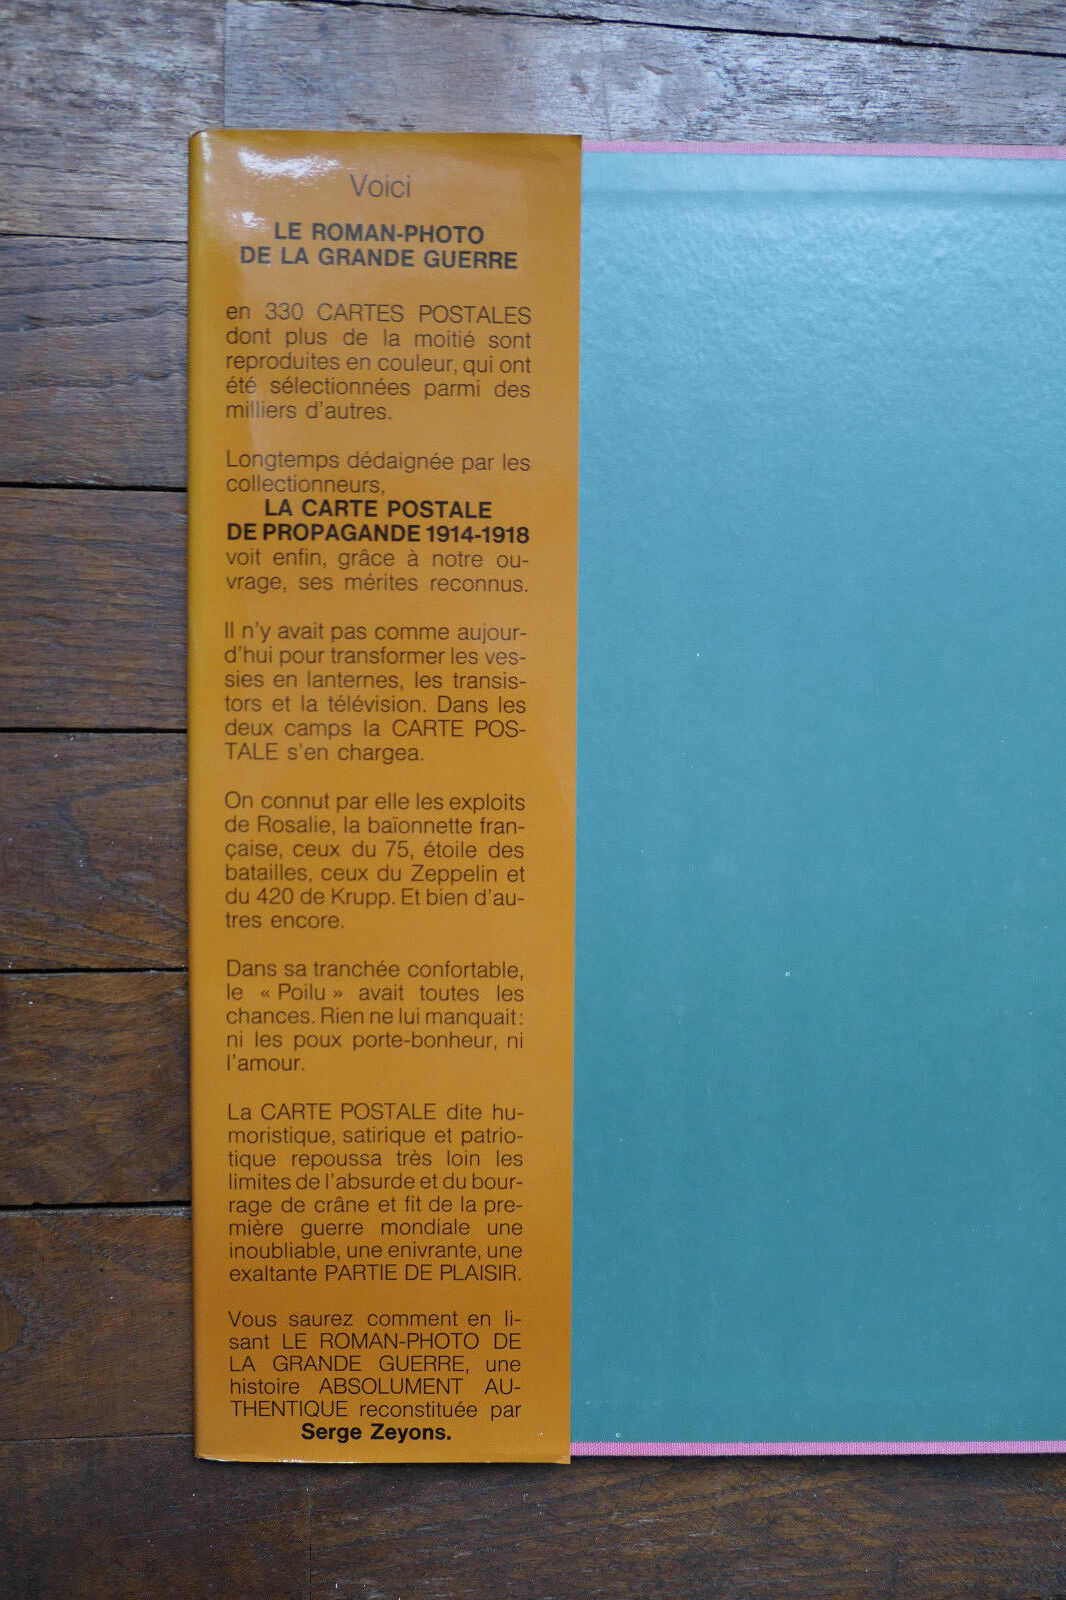 Voici
LE ROMAN-PHOTO
DE LA GRANDE GUERRE
en 330 CARTES POSTALES
dont plus de la moitié sont
reproduites en couleur, qui ont
été sélectionnées parmi des
milliers d'autres.
Longtemps dédaignée par les
collectionneurs,
LA CARTE POSTALE
DE PROPAGANDE 1914-1918
voit enfin, grâce à notre ou-
vrage, ses mérites reconnus.
Il n'y avait pas comme aujour-
d'hui pour transformer les ves-
sies en lanternes, les transis-
tors et la télévision. Dans les
deux camps la CARTE POS-
TALE s'en chargea.
On connut par elle les exploits
de Rosalie, la baïonnette fran-
çaise, ceux du 75, étoile des
batailles, ceux du Zeppelin et
du 420 de Krupp. Et bien d'au-
tres encore.
Dans sa tranchée confortable,
le « Poilu » avait toutes les
chances. Rien ne lui manquait :
ni les poux porte-bonheur, ni
l'amour.
La CARTE POSTALE dite hu-
moristique, satirique et patrio-
tique repoussa très loin les
limites de l'absurde et du bour-
rage de crâne et fit de la pre-
mière guerre mondiale une
inoubliable, une enivrante, une
exaltante PARTIE DE PLAISIR.
Vous saurez comment en li-
sant LE ROMAN-PHOTO DE
LA GRANDE GUERRE, une
histoire ABSOLUMENT AU-
THENTIQUE reconstituée par
Serge Zeyons.